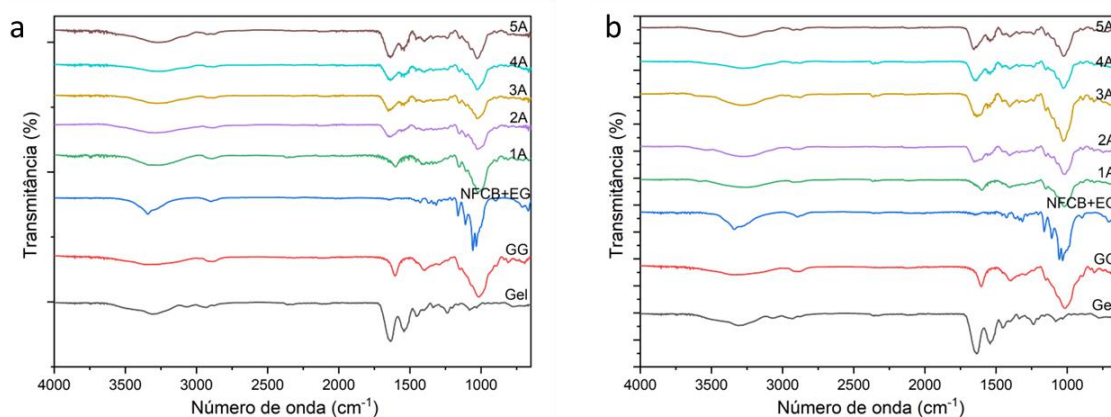 a
5A
4A
3A
2A
1A
NFCB+EG
GG
Gel
Transmitância (%)
4000 3500 3000 2500 2000 1500 1000
Número de onda (cm⁻¹)
b
5A
4A
3A
2A
1A
NFCB+EG
GG
Gel
Transmitância (%)
4000 3500 3000 2500 2000 1500 1000
Número de onda (cm⁻¹)